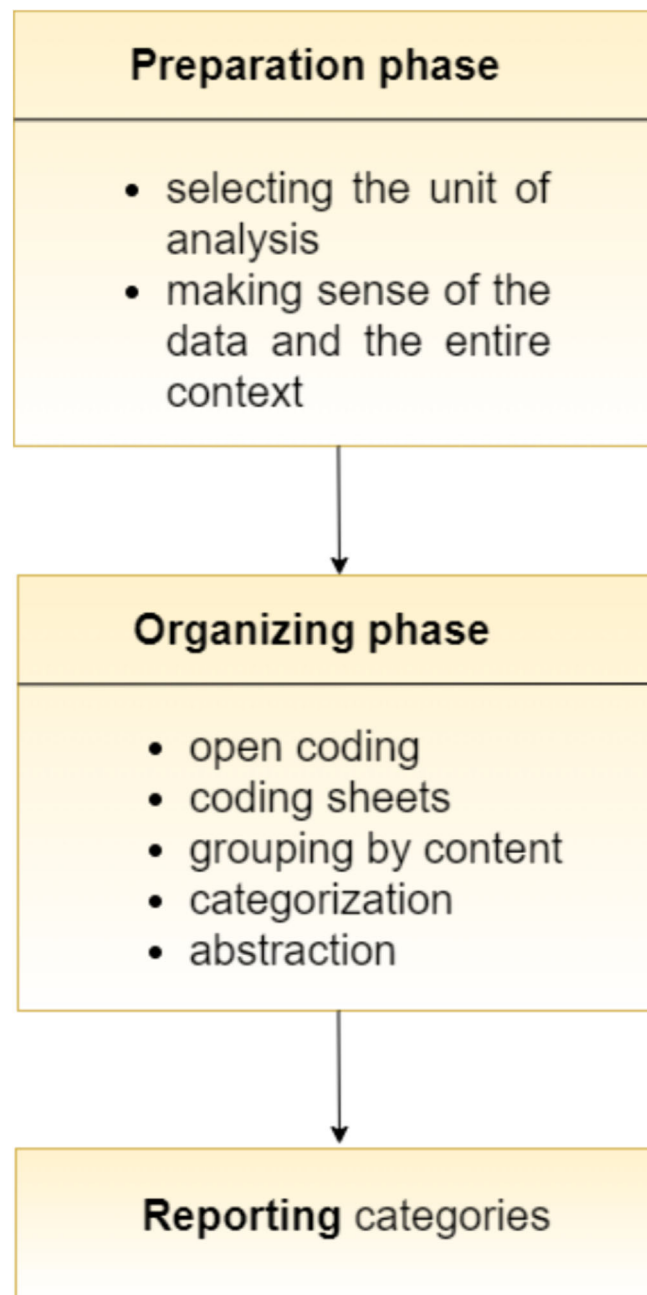 Preparation phase
• selecting the unit of
analysis
• making sense of the
data and the entire
context
Organizing phase
• open coding
• coding sheets
• grouping by content
• categorization
• abstraction
Reporting categories